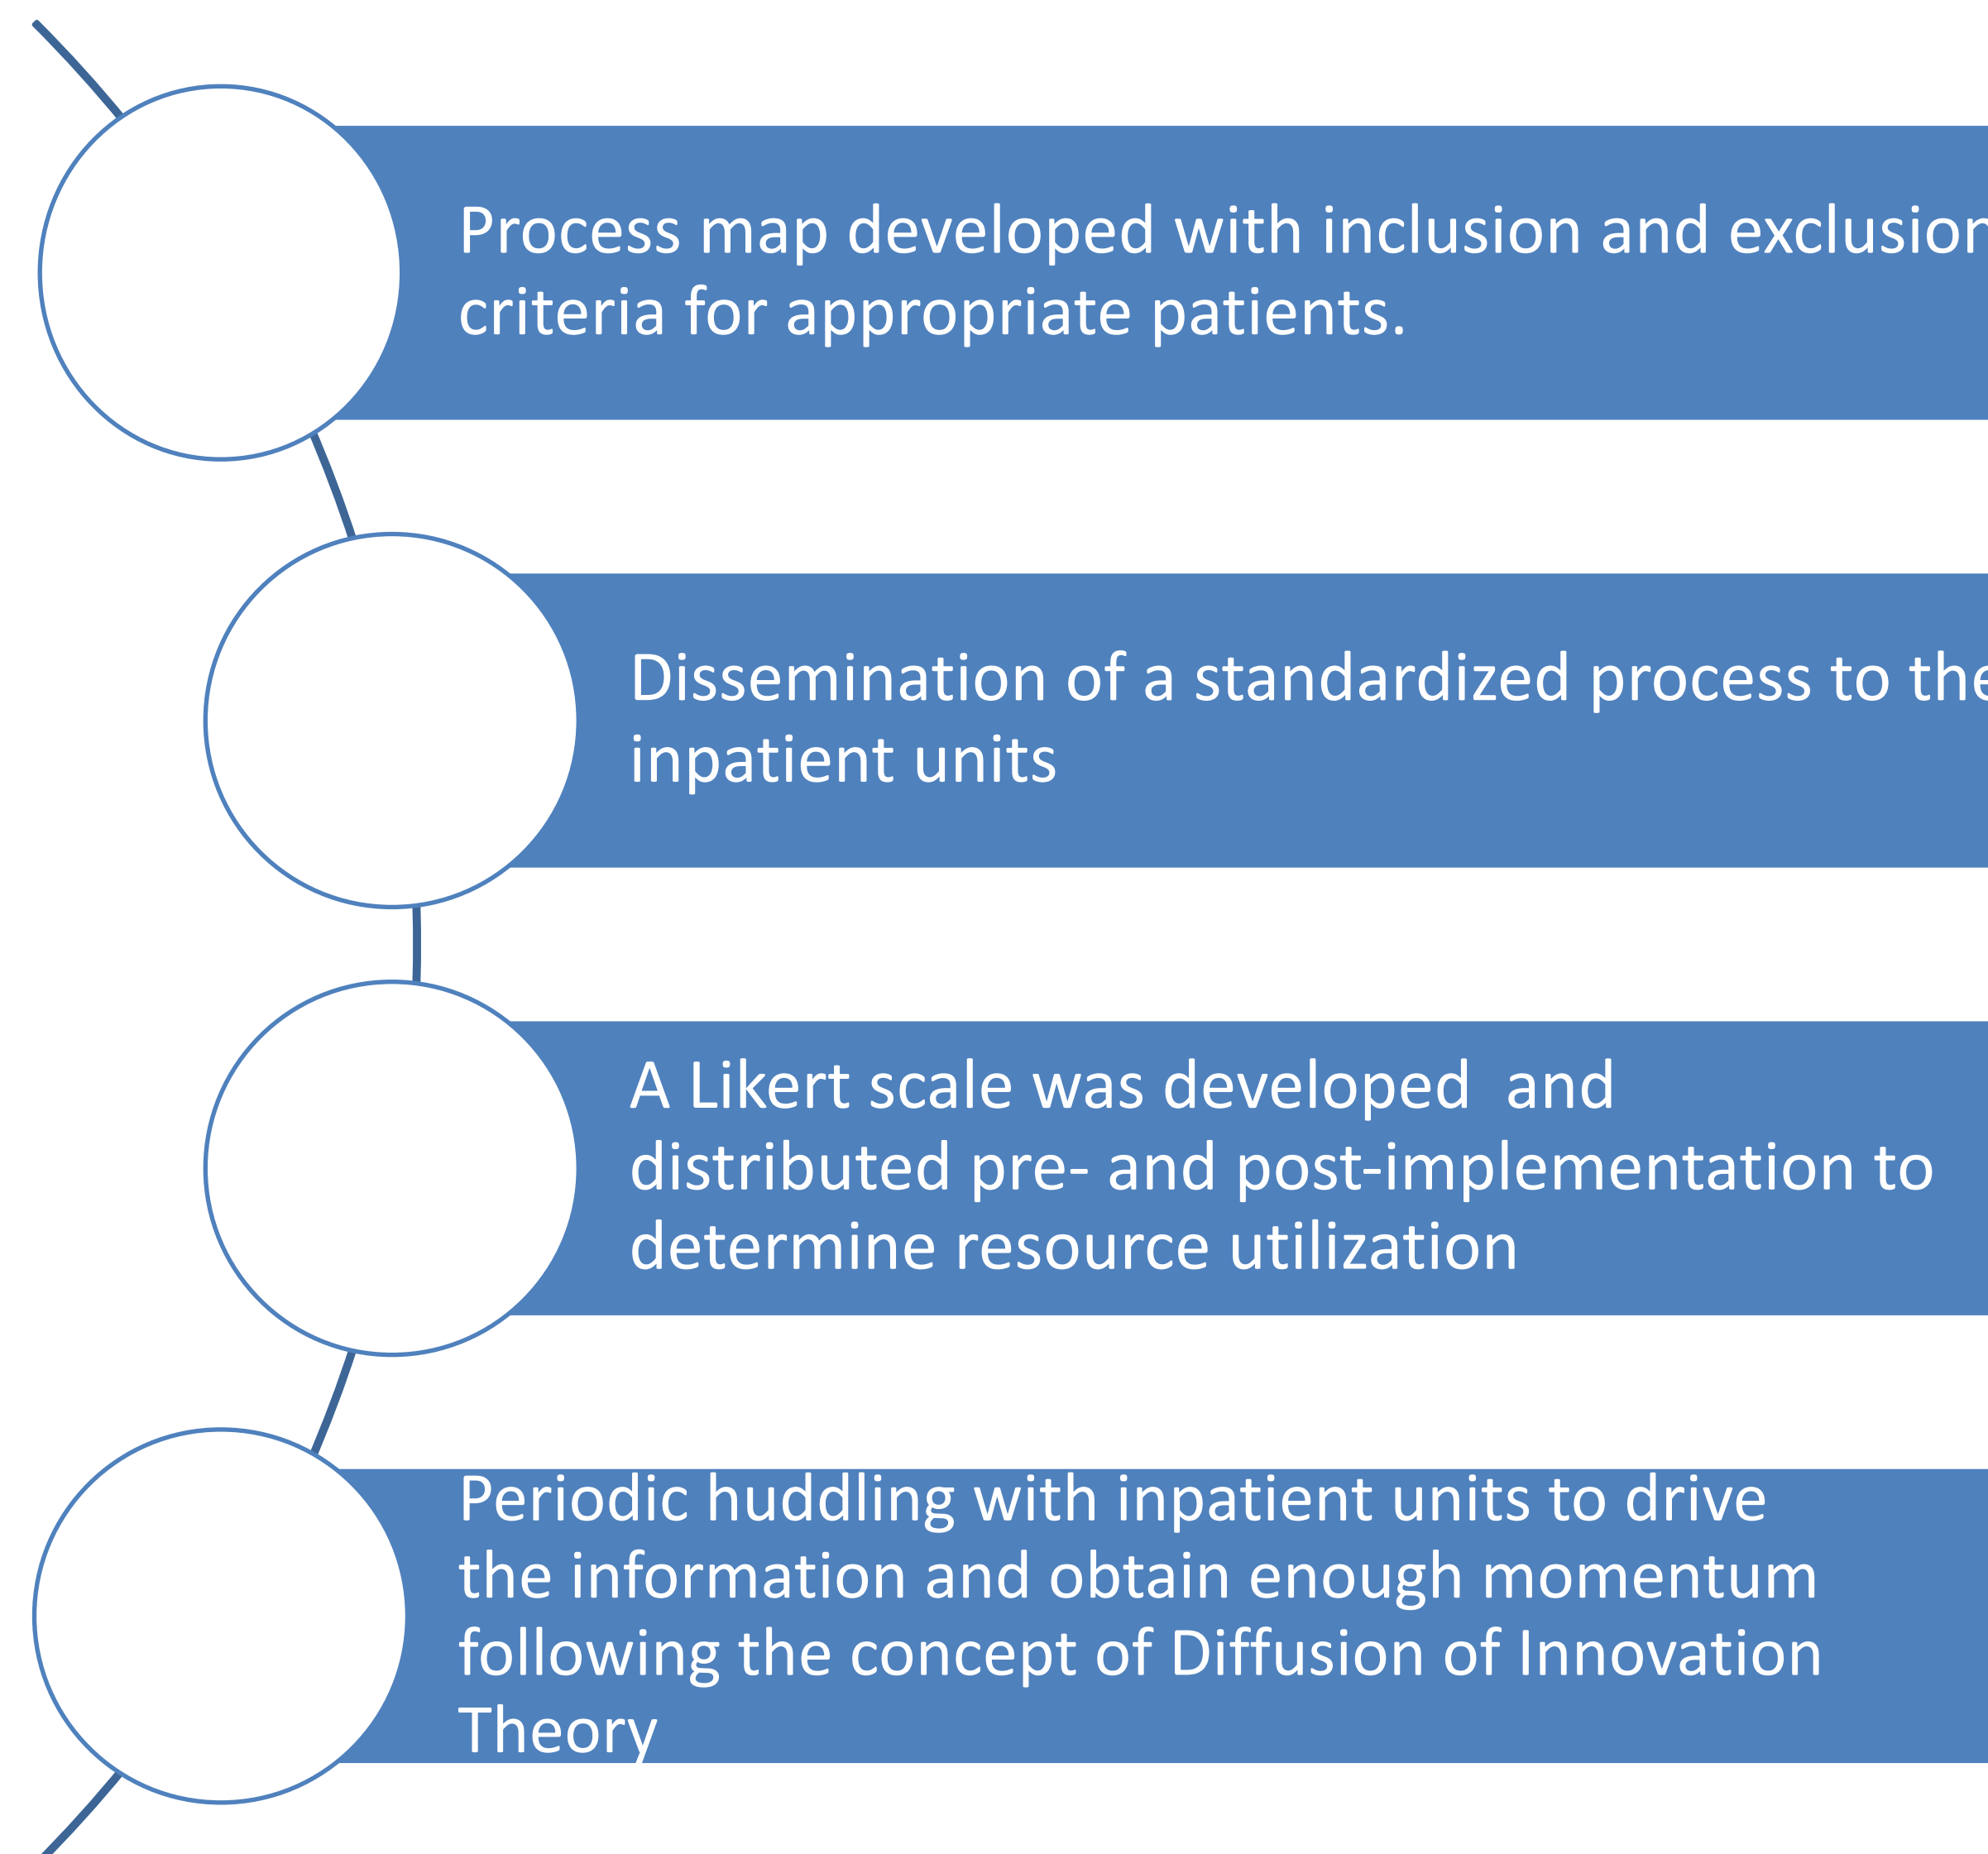 Process map developed with inclusion and exclusion
criteria for appropriate patients.
Dissemination of a standardized process to the
inpatient units
A Likert scale was developed  and
distributed pre- and post-implementation to
determine resource utilization
Periodic huddling with inpatient units to drive
the information and obtain enough momentum
following the concept of Diffusion of Innovation
Theory